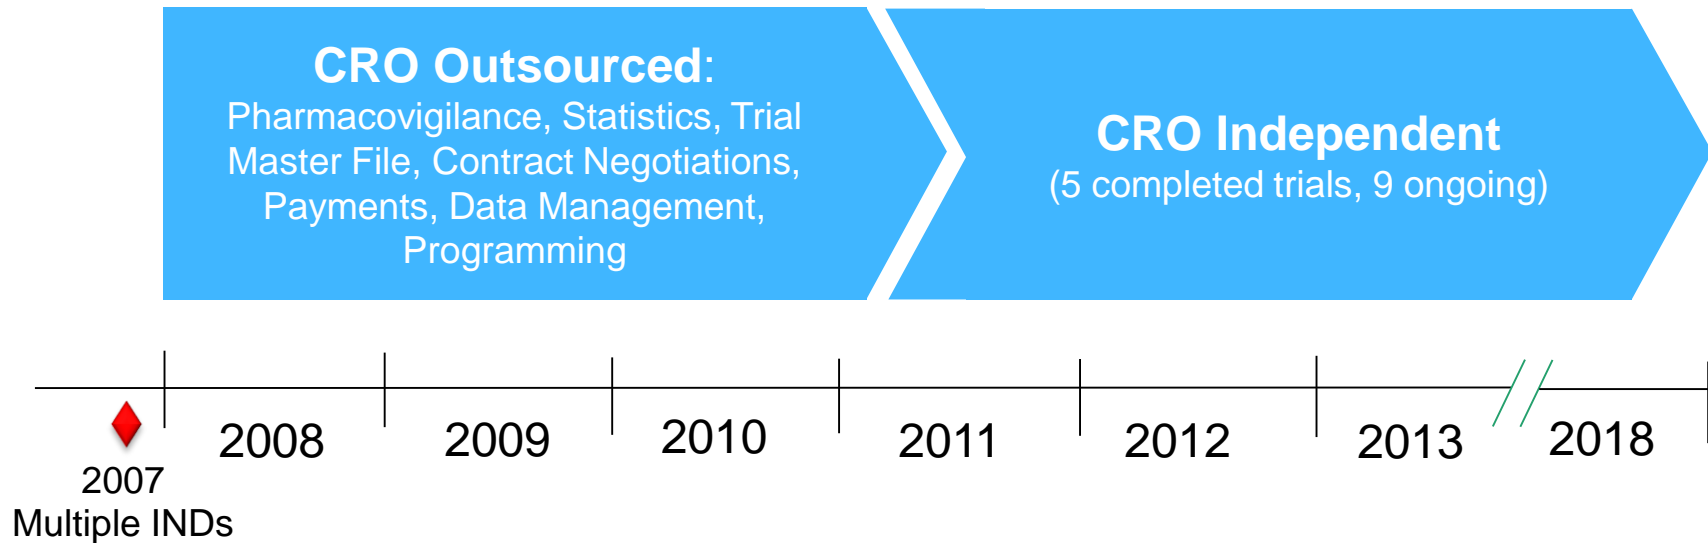 CRO Outsourced:
Pharmacovigilance, Statistics, Trial
Master File, Contract Negotiations,
Payments, Data Management,
Programming
CRO Independent
(5 completed trials, 9 ongoing)
2008
2009
2010
2011
2012
2013
2018
2007
Multiple INDs